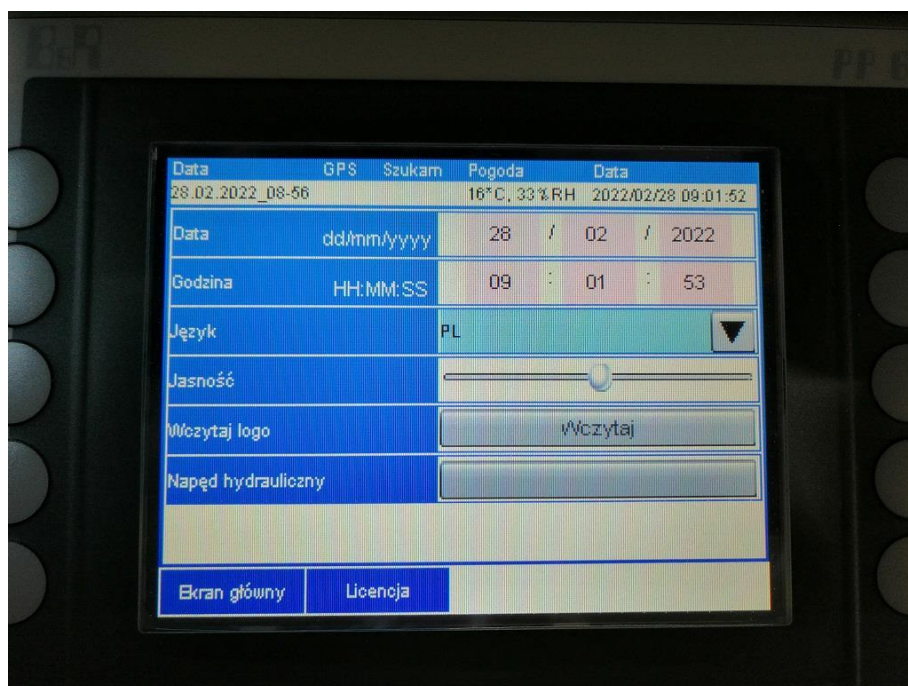 B&R
PP
Data GPS Szukam Pogoda Data
28.02.2022_08-56 16°C, 33%RH 2022/02/28 09:01:52
Data dd/mm/yyyy 28 / 02 / 2022
Godzina HH:MM:SS 09 : 01 : 53
Język PL
Jasność
Wczytaj logo Wczytaj
Napęd hydrauliczny
Ekran główny Licencja